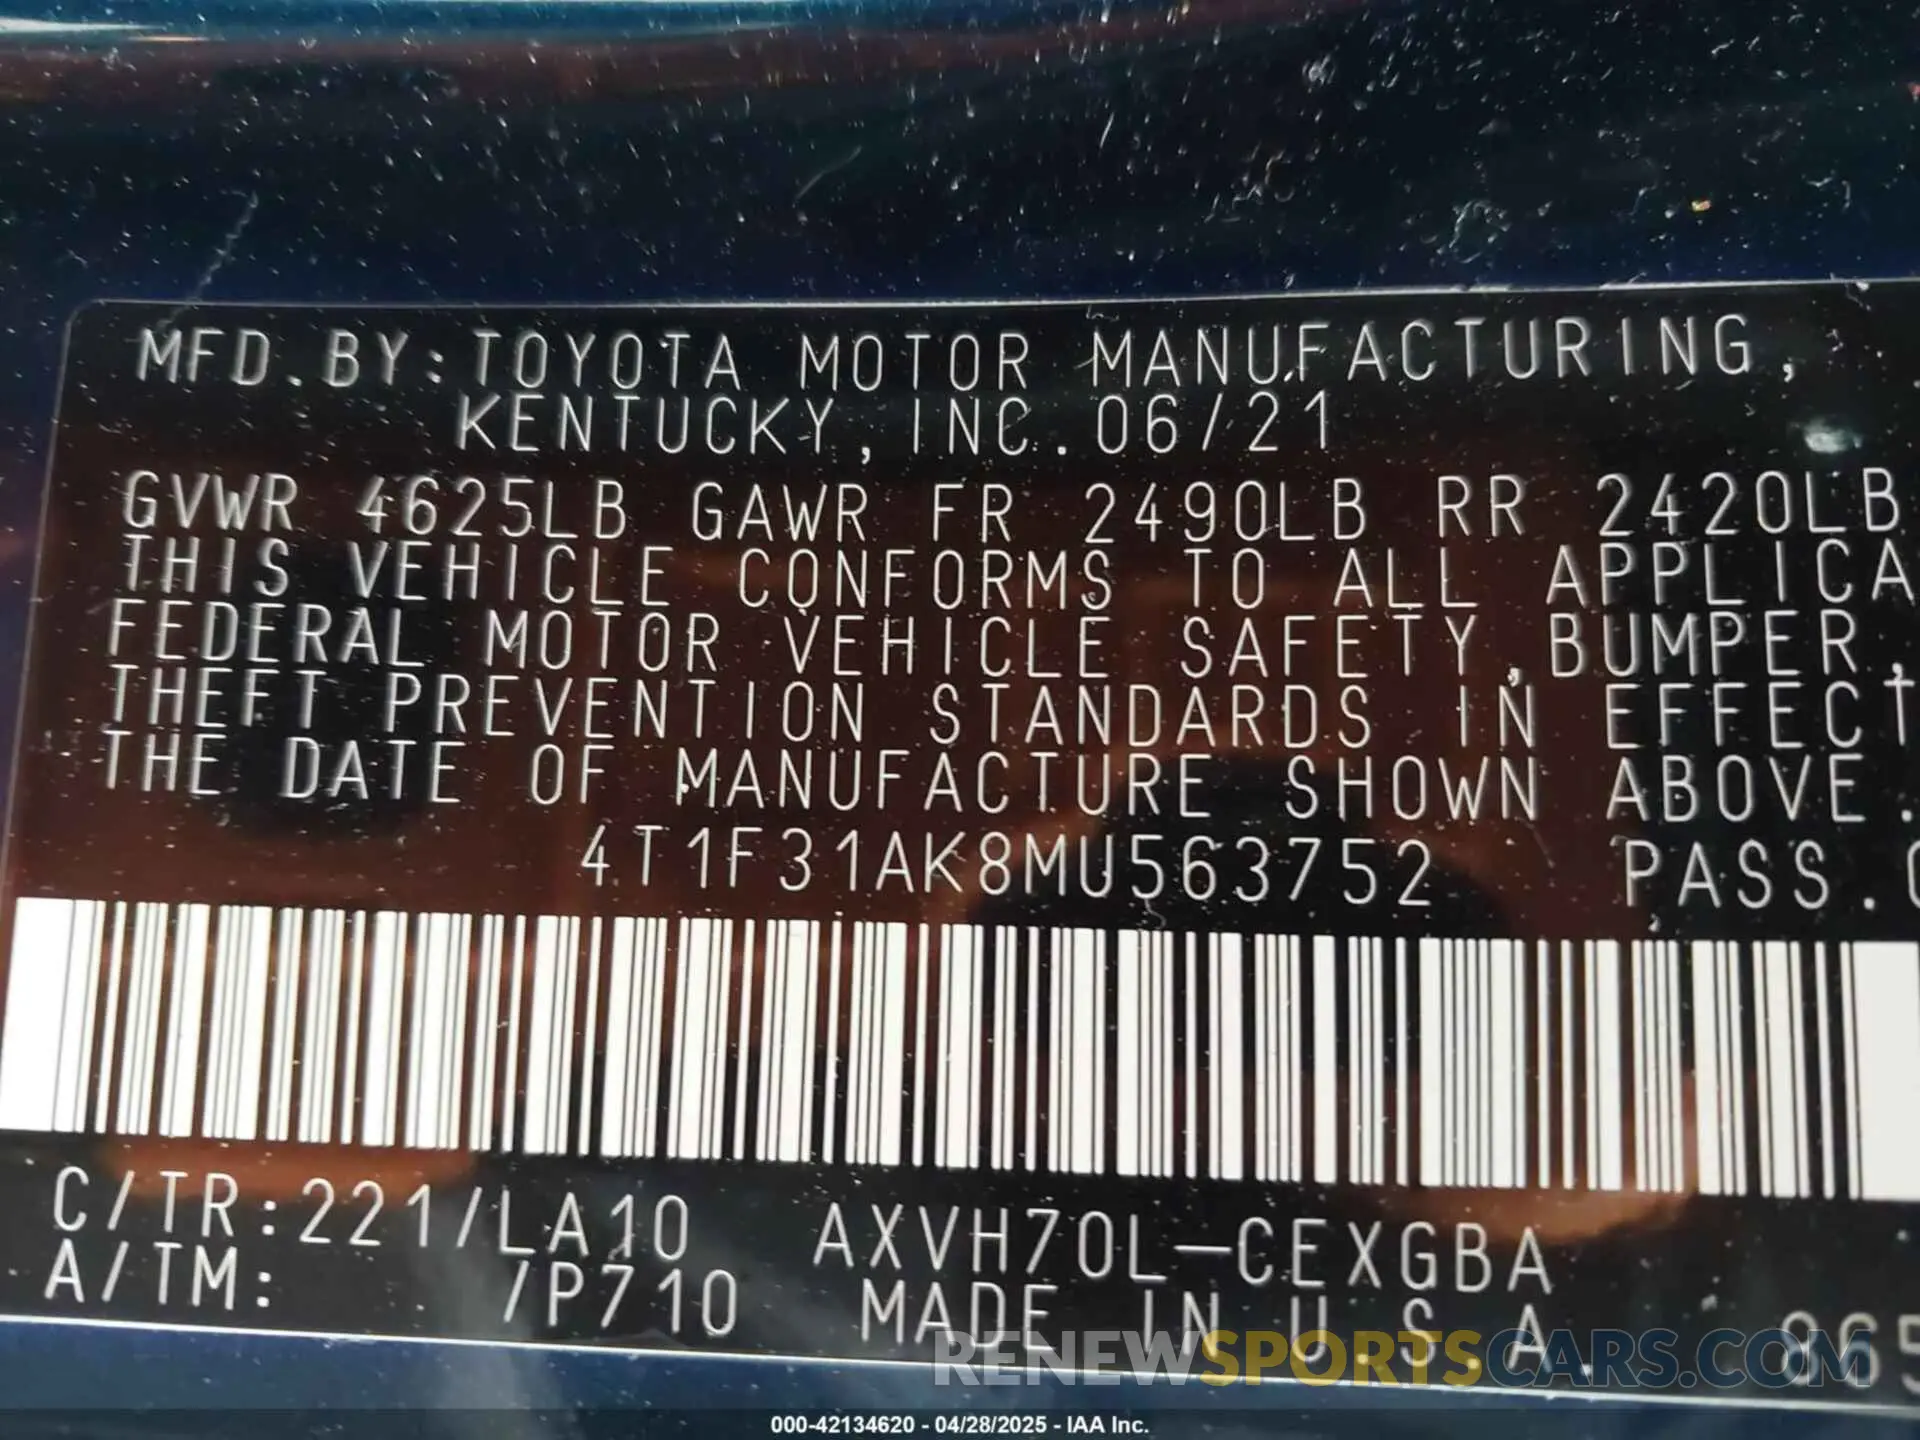 MFD.BY:TOYOTA MOTOR MANUFACTURING,
KENTUCKY,INC.06/21
GVWR 4625LB GAWR FR 2490LB RR 2420LB
THIS VEHICLE CONFORMS TO ALL APPLICA
FEDERAL MOTOR VEHICLE SAFETY,BUMPER,
THEFT PREVENTION STANDARDS IN EFFECT
THE DATE OF MANUFACTURE SHOWN ABOVE.
4T1F31AK8MU563752 PASS.
C/TR:221/LA10 AXVH70L-CEXGBA
A/TM: /P710 MADE IN U.S.A. 865
RENEWSPORTSCARS.COM
000-42134620 - 04/28/2025 - IAA Inc.